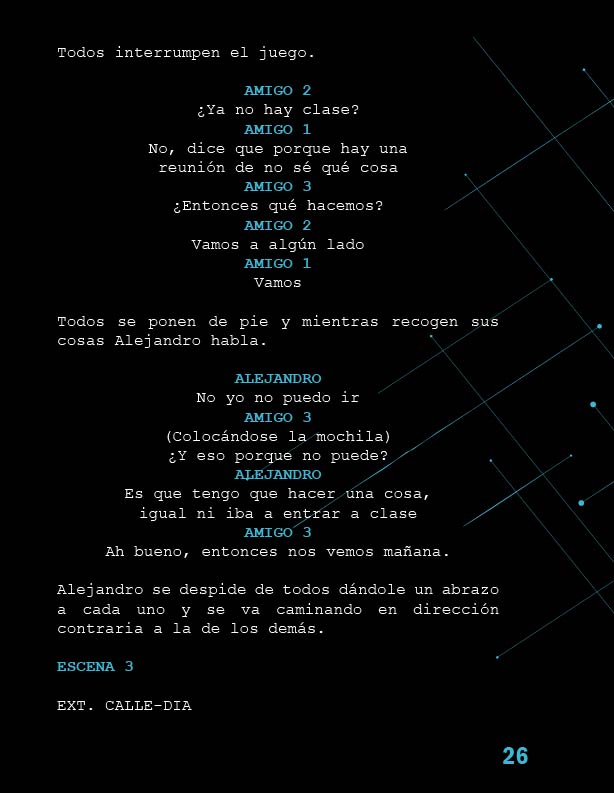 Todos interrumpen el juego.
AMIGO 2
¿Ya no hay clase?
AMIGO 1
No, dice que porque hay una
reunión de no sé qué cosa
AMIGO 3
¿Entonces qué hacemos?
AMIGO 2
Vamos a algún lado
AMIGO 1
Vamos
Todos se ponen de pie y mientras recogen sus
cosas Alejandro habla.
ALEJANDRO
No yo no puedo ir
AMIGO 3
(Colocándose la mochila)
¿Y eso porque no puede?
ALEJANDRO
Es que tengo que hacer una cosa,
igual ni iba a entrar a clase
AMIGO 3
Ah bueno, entonces nos vemos mañana.
Alejandro se despide de todos dándole un abrazo
a cada uno y se va caminando en dirección
contraria a la de los demás.
ESCENA 3
EXT. CALLE-DIA
26